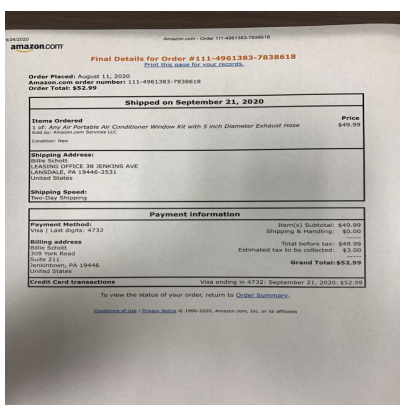 9/24/2020
Amazon.com - Order 111-4961383-7838618
amazon.com
Final Details for Order #111-4961383-7838618
Print this page for your records.
Order Placed: August 11, 2020
Amazon.com order number: 111-4961383-7838618
Order Total: $52.99
Shipped on September 21, 2020
Items Ordered Price
1 of: Any Air Portable Air Conditioner Window Kit with 5 inch Diameter Exhaust Hose $49.99
Sold by: Amazon.com Services LLC
Condition: New
Shipping Address:
Billie Schott
LEASING OFFICE 38 JENKINS AVE
LANSDALE, PA 19446-2531
United States
Shipping Speed:
Two-Day Shipping
Payment information
Payment Method:
Visa | Last digits: 4732
Billing address
Billie Schott
309 York Road
Suite 211
Jenkintown, PA 19446
United States
Item(s) Subtotal: $49.99
Shipping & Handling: $0.00
-----
Total before tax: $49.99
Estimated tax to be collected: $3.00
-----
Grand Total: $52.99
Credit Card transactions Visa ending in 4732: September 21, 2020: $52.99
To view the status of your order, return to Order Summary.
Conditions of Use | Privacy Notice © 1996-2020, Amazon.com, Inc. or its affiliates